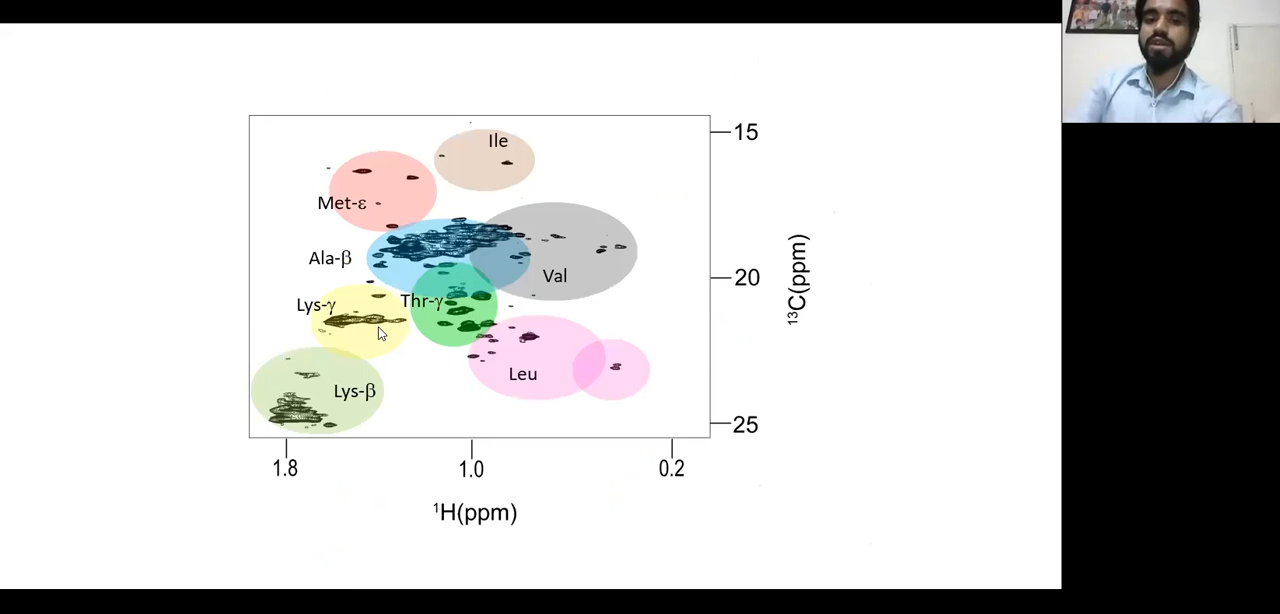 Ile
15
Met-ε
Ala-β
Val
20
Lys-γ
Thr-γ
¹³C(ppm)
Leu
Lys-β
25
1.8
1.0
0.2
¹H(ppm)